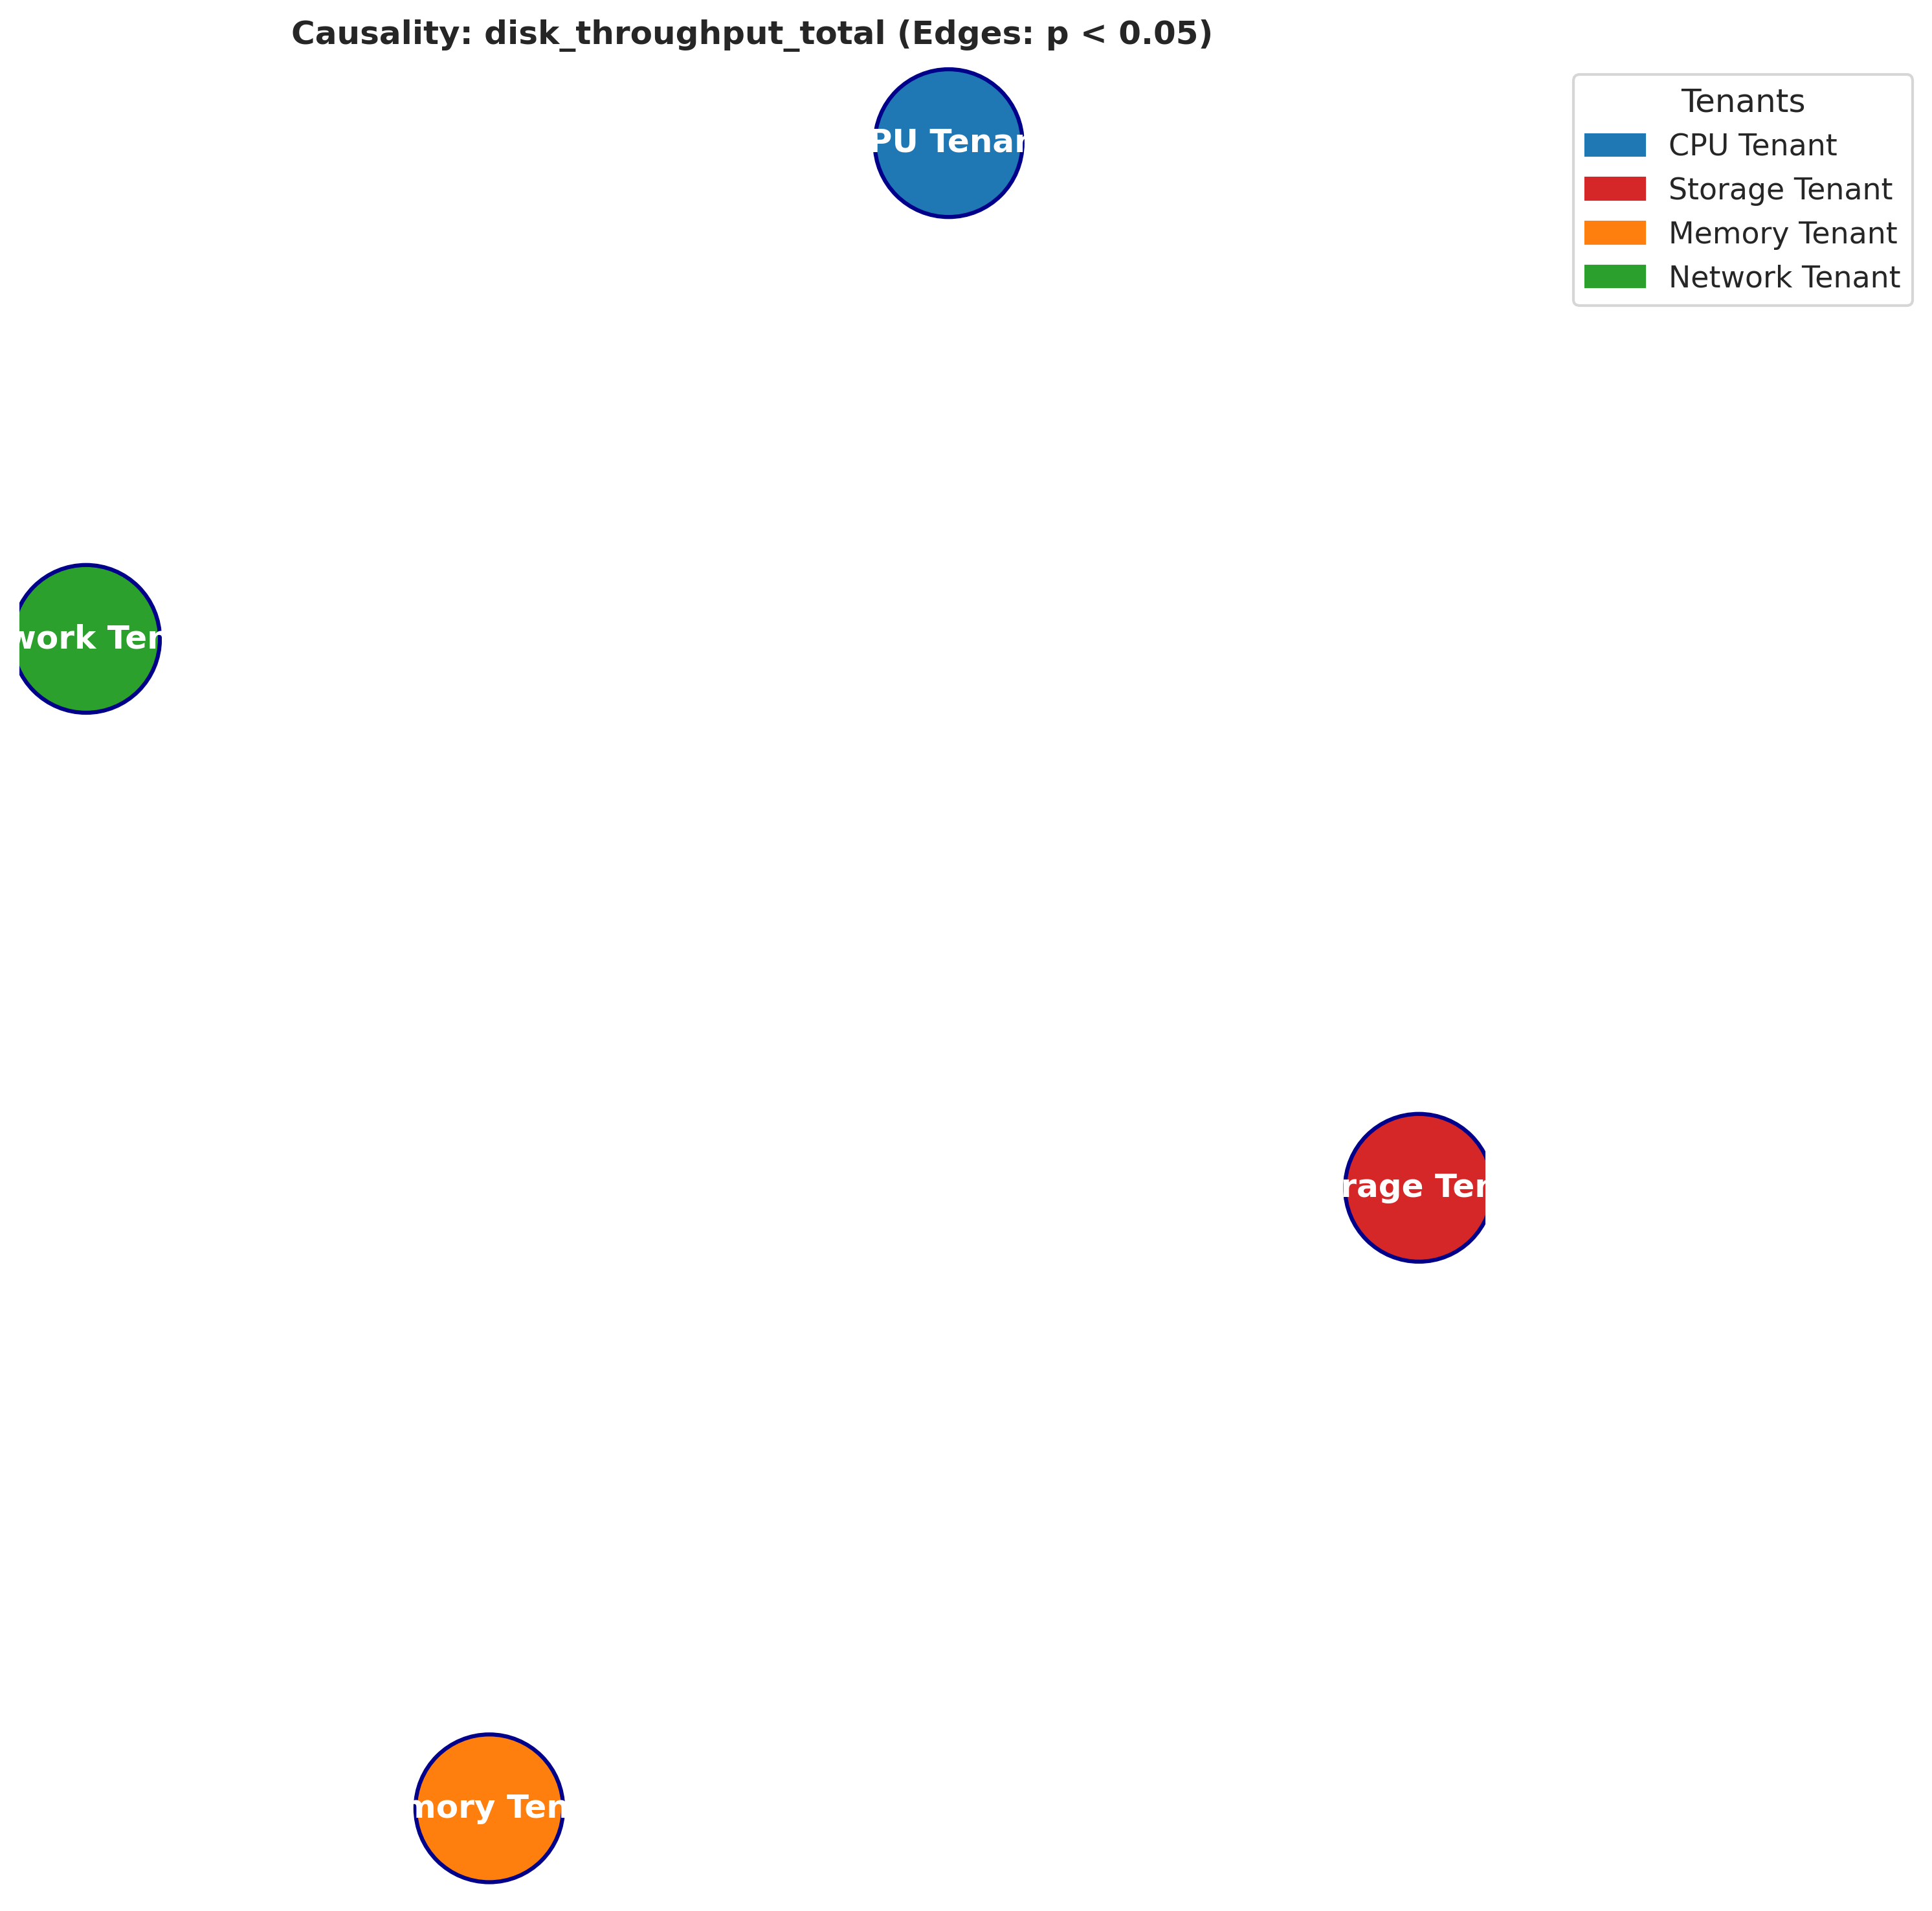 Causality: disk_throughput_total (Edges: p < 0.05)
Tenants
CPU Tenant
Storage Tenant
Memory Tenant
Network Tenant
PU Tenan
work Ten
rage Ten
mory Ten